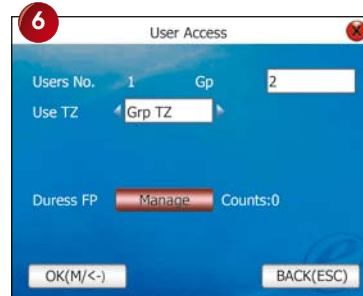 6
User Access
X
Users No. 1 Gp 2
Use TZ Grp TZ
Duress FP Manage Counts:0
OK(M/<-) BACK(ESC)